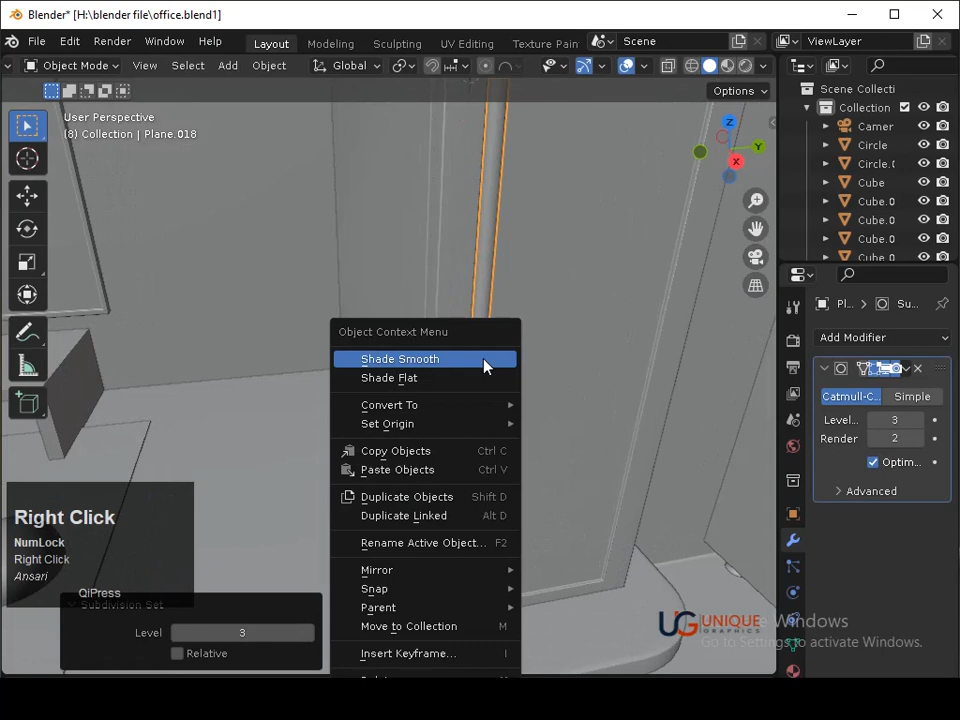 Blender* [H:\blender file\office.blend1]
File Edit Render Window Help Layout Modeling Sculpting UV Editing Texture Pain Scene ViewLayer
Object Mode View Select Add Object Global
Options
User Perspective
(8) Collection | Plane.018
Z
Y
X
Scene Collecti
Collection
Camer
Circle
Circle.(
Cube
Cube.0
Cube.0
Cube.0
Cube.0
Pl... Su...
Add Modifier
Catmull-C... Simple
Level... 3
Render 2
Optim...
Advanced
Object Context Menu
Shade Smooth
Shade Flat
Convert To
Set Origin
Copy Objects Ctrl C
Paste Objects Ctrl V
Duplicate Objects Shift D
Duplicate Linked Alt D
Rename Active Object... F2
Mirror
Snap
Parent
Move to Collection M
Insert Keyframe... I
Right Click
NumLock
Right Click
Ansari
QiPress
Subdivision Set
Level 3
Relative
UG UNIQUE
GRAPHICS
Windows
Go to Settings to activate Windows.